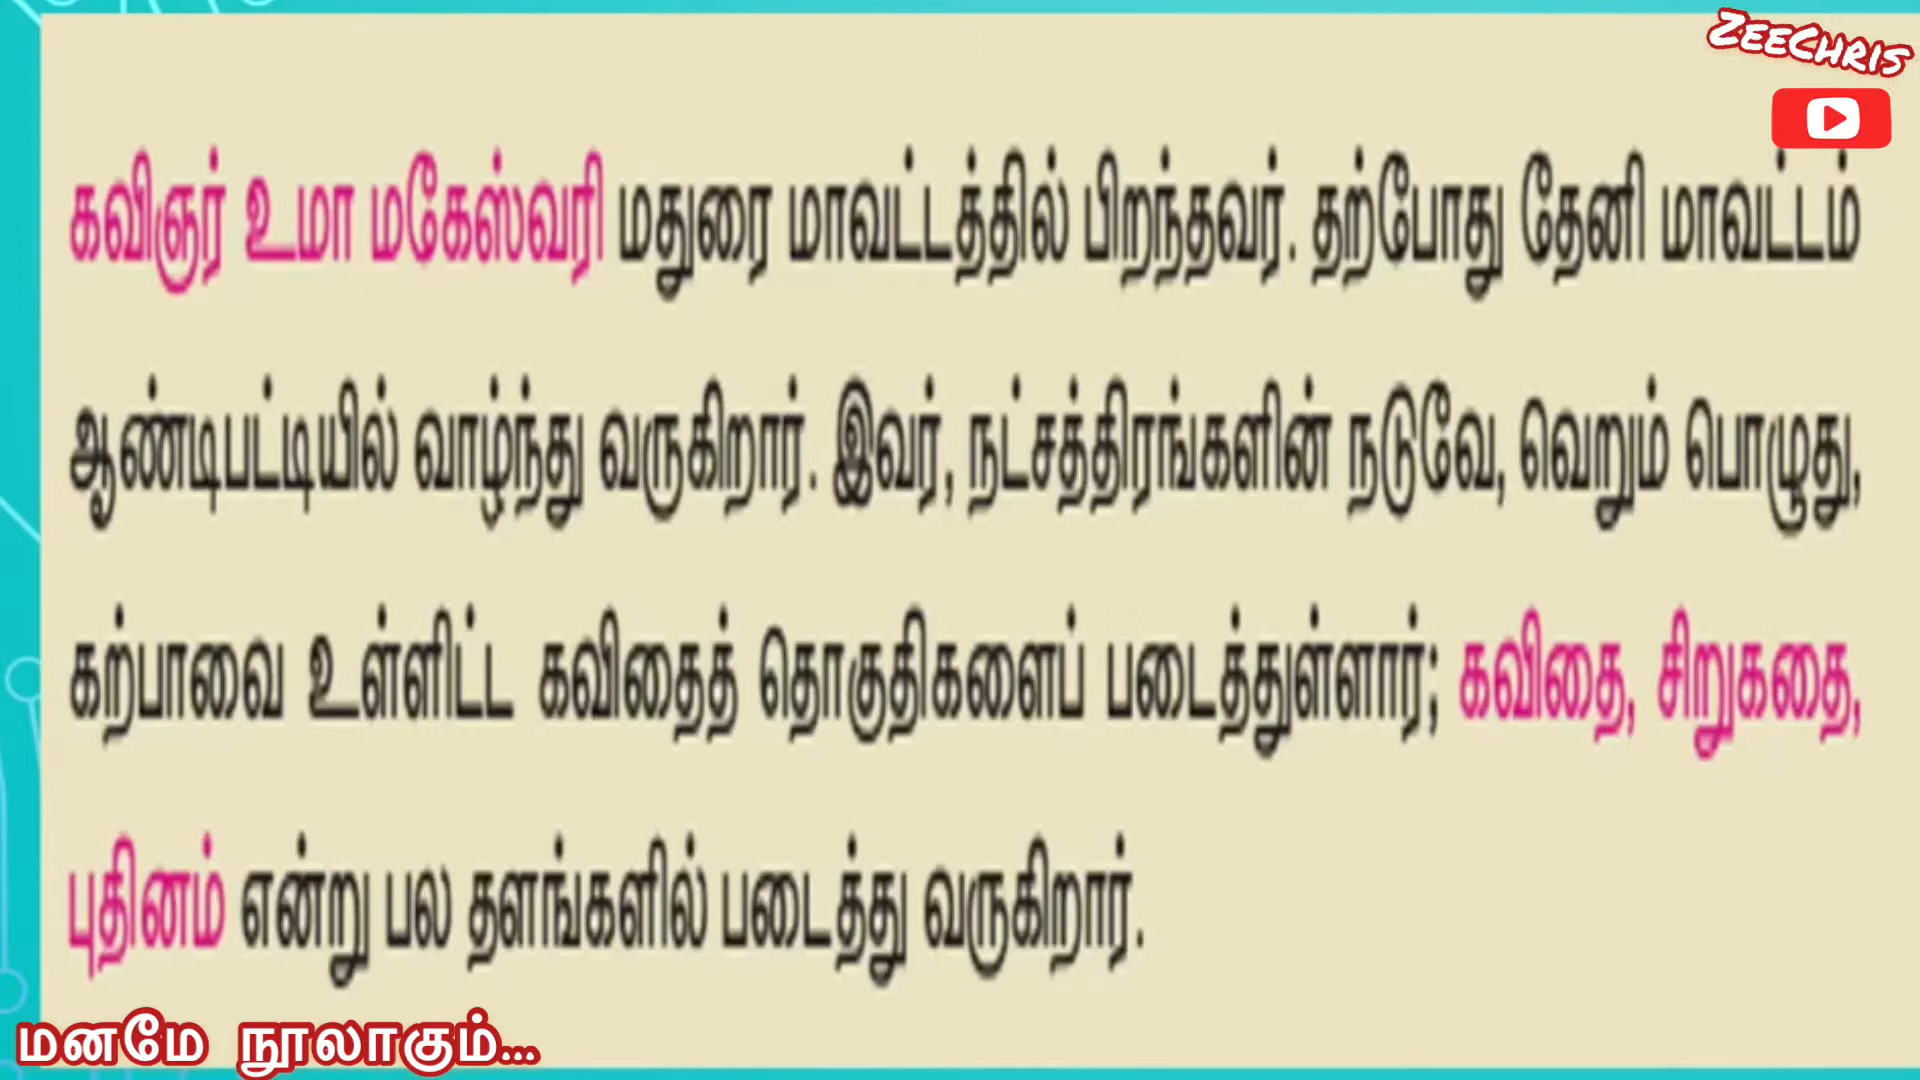 ZEECHRIS
கவிஞர் உமா மகேஸ்வரி மதுரை மாவட்டத்தில் பிறந்தவர். தற்போது தேனி மாவட்டம்
ஆண்டிபட்டியில் வாழ்ந்து வருகிறார். இவர், நட்சத்திரங்களின் நடுவே, வெறும் பொழுது,
கற்பாவை உள்ளிட்ட கவிதைத் தொகுதிகளைப் படைத்துள்ளார்; கவிதை, சிறுகதை,
புதினம் என்று பல தளங்களில் படைத்து வருகிறார்.
மனமே நூலாகும்...